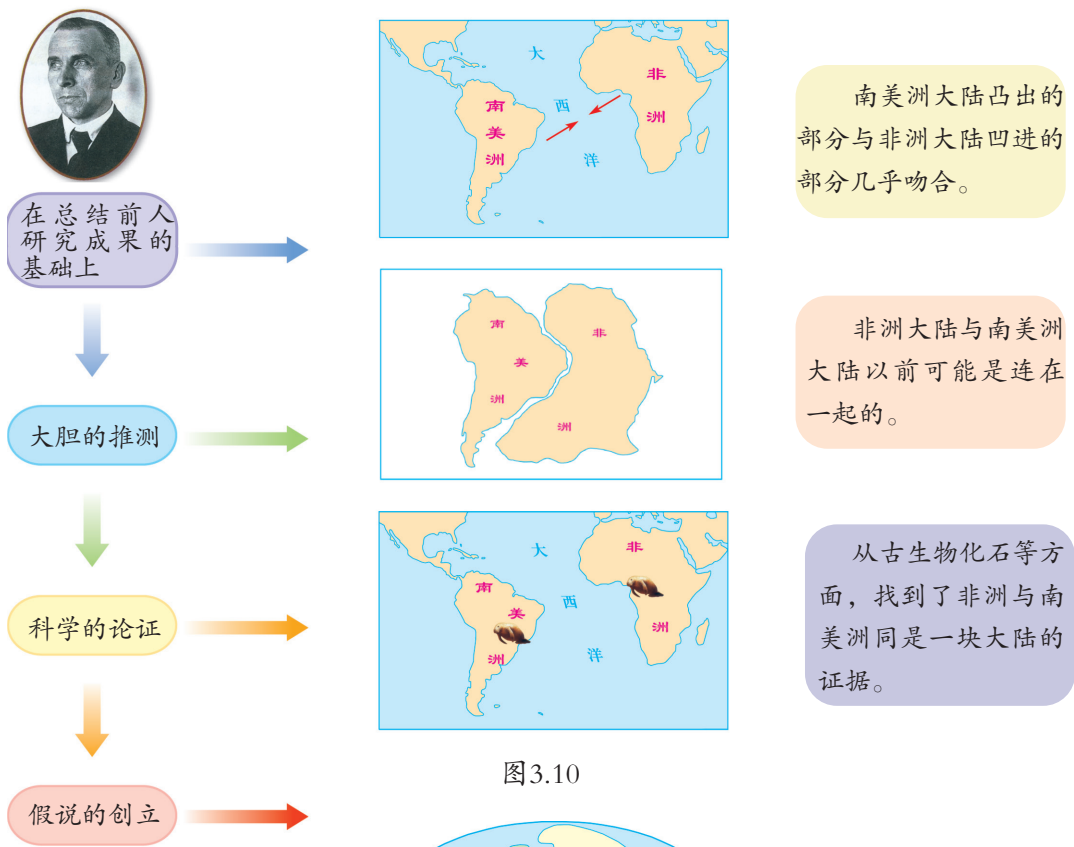 在总结前人
研究成果的
基础上
大
西
洋
南
美
洲
非
洲
南美洲大陆凸出的
部分与非洲大陆凹进的
部分几乎吻合。
大胆的推测
南
美
洲
非
洲
非洲大陆与南美洲
大陆以前可能是连在
一起的。
科学的论证
大
西
洋
南
美
洲
非
洲
从古生物化石等方
面，找到了非洲与南
美洲同是一块大陆的
证据。
图3.10
假说的创立